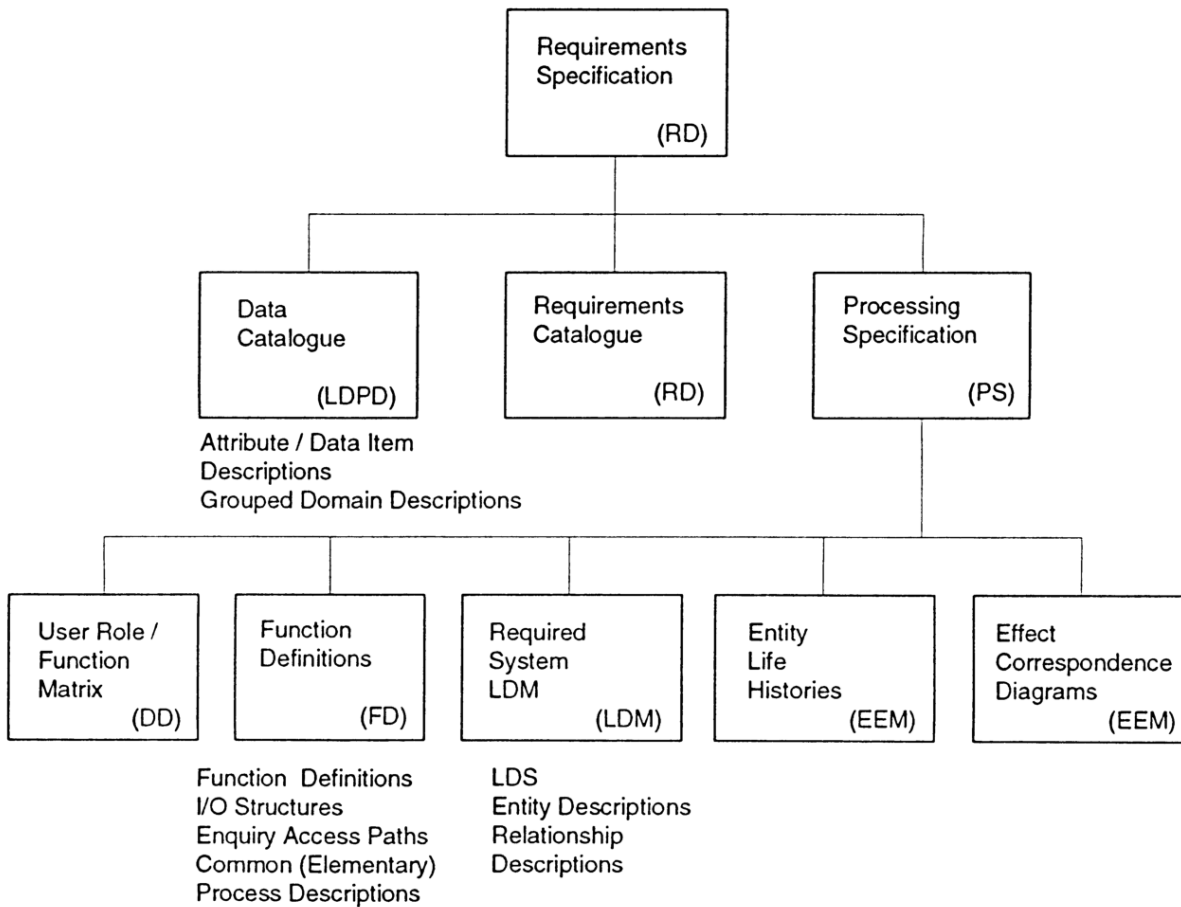 Requirements
Specification
(RD)
Data
Catalogue
(LDPD)
Requirements
Catalogue
(RD)
Processing
Specification
(PS)
Attribute / Data Item
Descriptions
Grouped Domain Descriptions
User Role /
Function
Matrix
(DD)
Function
Definitions
(FD)
Required
System
LDM
(LDM)
Entity
Life
Histories
(EEM)
Effect
Correspondence
Diagrams
(EEM)
Function Definitions
I/O Structures
Enquiry Access Paths
Common (Elementary)
Process Descriptions
LDS
Entity Descriptions
Relationship
Descriptions